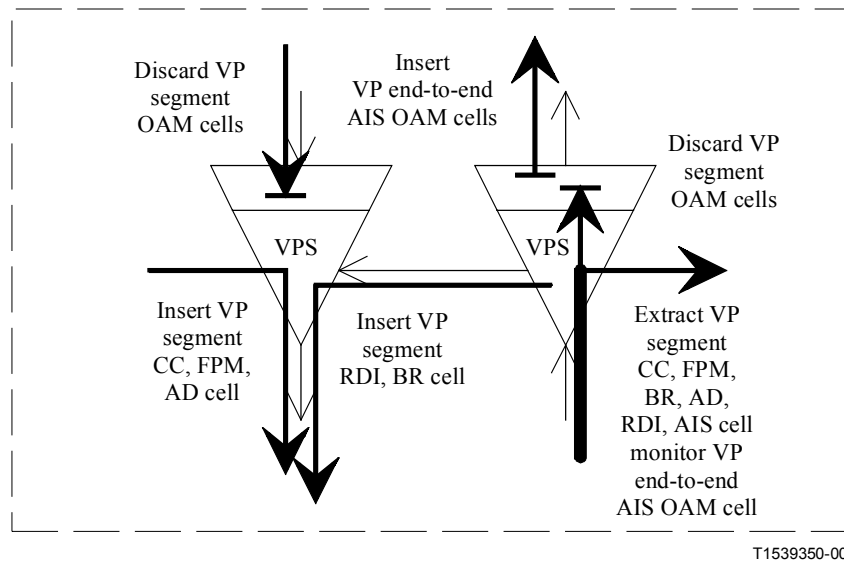 Discard VP
segment
OAM cells
Insert
VP end-to-end
AIS OAM cells
Discard VP
segment
OAM cells
VPS
VPS
Insert VP
segment
CC, FPM,
AD cell
Insert VP
segment
RDI, BR cell
Extract VP
segment
CC, FPM,
BR, AD,
RDI, AIS cell
monitor VP
end-to-end
AIS OAM cell
T1539350-00